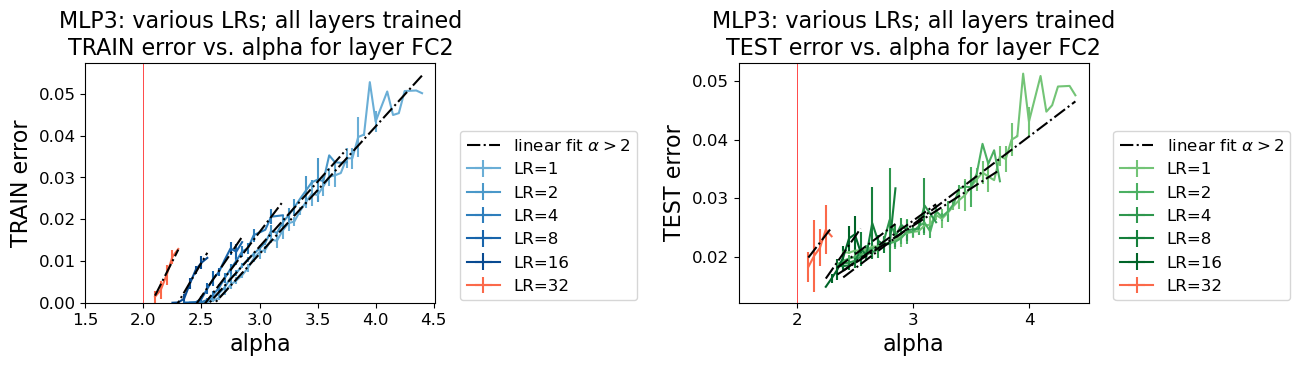 MLP3: various LRs; all layers trained
TRAIN error vs. alpha for layer FC2
TRAIN error
0.05
0.04
0.03
0.02
0.01
0.00
1.5 2.0 2.5 3.0 3.5 4.0 4.5
alpha
linear fit α > 2
LR=1
LR=2
LR=4
LR=8
LR=16
LR=32
MLP3: various LRs; all layers trained
TEST error vs. alpha for layer FC2
TEST error
0.05
0.04
0.03
0.02
2 3 4
alpha
linear fit α > 2
LR=1
LR=2
LR=4
LR=8
LR=16
LR=32